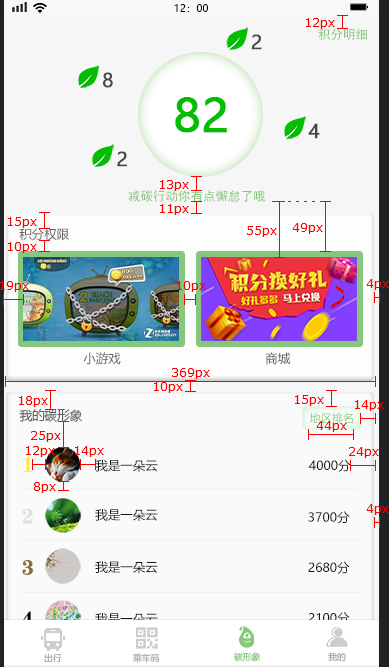 12: 00
12px
积分明细
2
8
82
4
2
13px
减碳行动你有点懈怠了哦
11px
15px
积分权限
55px
49px
10px
19px
10px
4px
积分换好礼
好礼多多 马上兑换
小游戏
商城
369px
10px
18px
15px
我的碳形象
地区排名
14px
44px
25px
12px
14px
24px
1
我是一朵云
4000分
8px
2
我是一朵云
3700分
4px
3
我是一朵云
2680分
4
我是一朵云
2100分
出行
乘车码
碳形象
我的